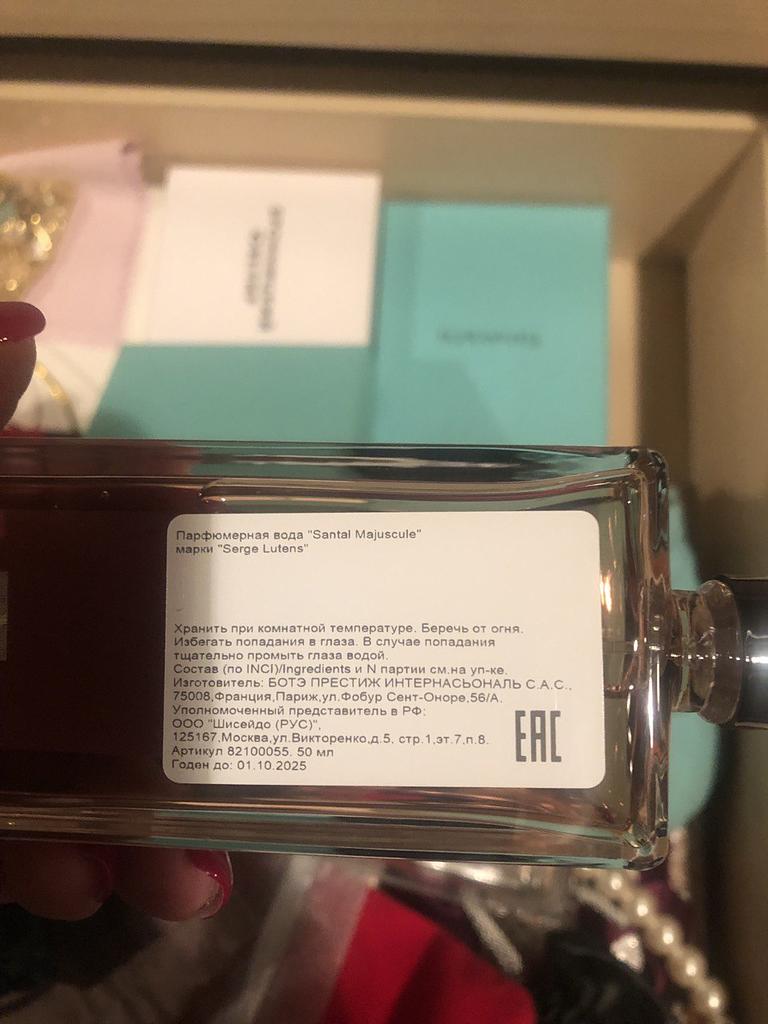 Парфюмерная вода "Santal Majuscule"
марки "Serge Lutens"
Хранить при комнатной температуре. Беречь от огня.
Избегать попадания в глаза. В случае попадания
тщательно промыть глаза водой.
Состав (по INCI)/Ingredients и N партии см.на уп-ке.
Изготовитель: БОТЭ ПРЕСТИЖ ИНТЕРНАСЬОНАЛЬ С.А.С.,
75008,Франция,Париж,ул.Фобур Сент-Оноре,56/А.
Уполномоченный представитель в РФ:
ООО "Шисейдо (РУС)",
125167,Москва,ул.Викторенко,д.5, стр.1,эт.7,п.8.
Артикул 82100055. 50 мл
Годен до: 01.10.2025
EAC